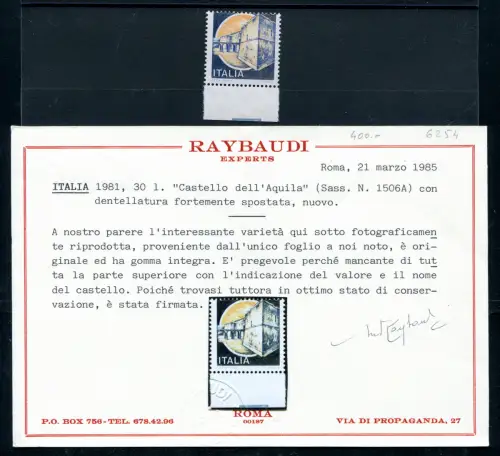 ITALIA
400.-
6254
RAYBAUDI
EXPERTS
Roma, 21 marzo 1985
ITALIA 1981, 30 l. "Castello dell'Aquila" (Sass. N. 1506A) con
dentellatura fortemente spostata, nuovo.
A nostro parere l'interessante varietà qui sotto fotograficamen
te riprodotta, proveniente dall'unico foglio a noi noto, è ori-
ginale ed ha gomma integra. E' pregevole perché mancante di tut
ta la parte superiore con l'indicazione del valore e il nome
del castello. Poiché trovasi tuttora in ottimo stato di conser-
vazione, è stata firmata.
ITALIA
ROMA
00187
P.O. BOX 756-TEL. 678.42.96
VIA DI PROPAGANDA, 27